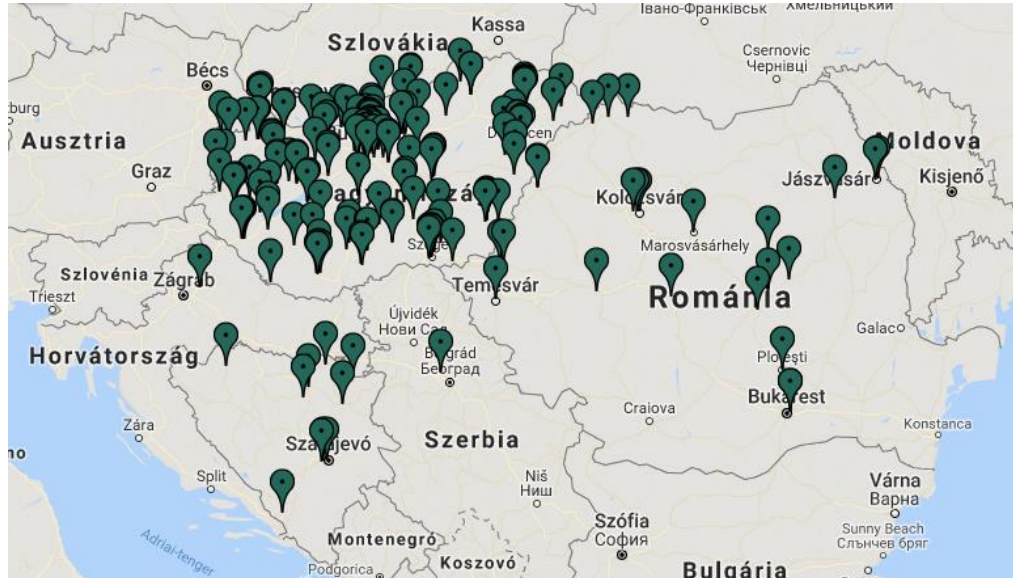 Івано-Франківськ
Хмельницький
Kassa
Szlovákia
Csernovic
Чернівці
Bécs
Ausztria
Moldova
Graz
Jászvásár
Kisjenő
Kolozsvár
Marosvásárhely
Szlovénia
Zágráb
Temesvár
Románia
Trieszt
Újvidék
Нови Сад
Galac
Horvátország
Belgrád
Београд
Ploiești
Bukarest
Craiova
Konstanca
Zára
Szarajevó
Szerbia
Split
Niš
Ниш
Várna
Варна
Szófia
София
Sunny Beach
Слънчев бряг
Adriai-tenger
Montenegró
Koszovó
Podgorica
Bulgária